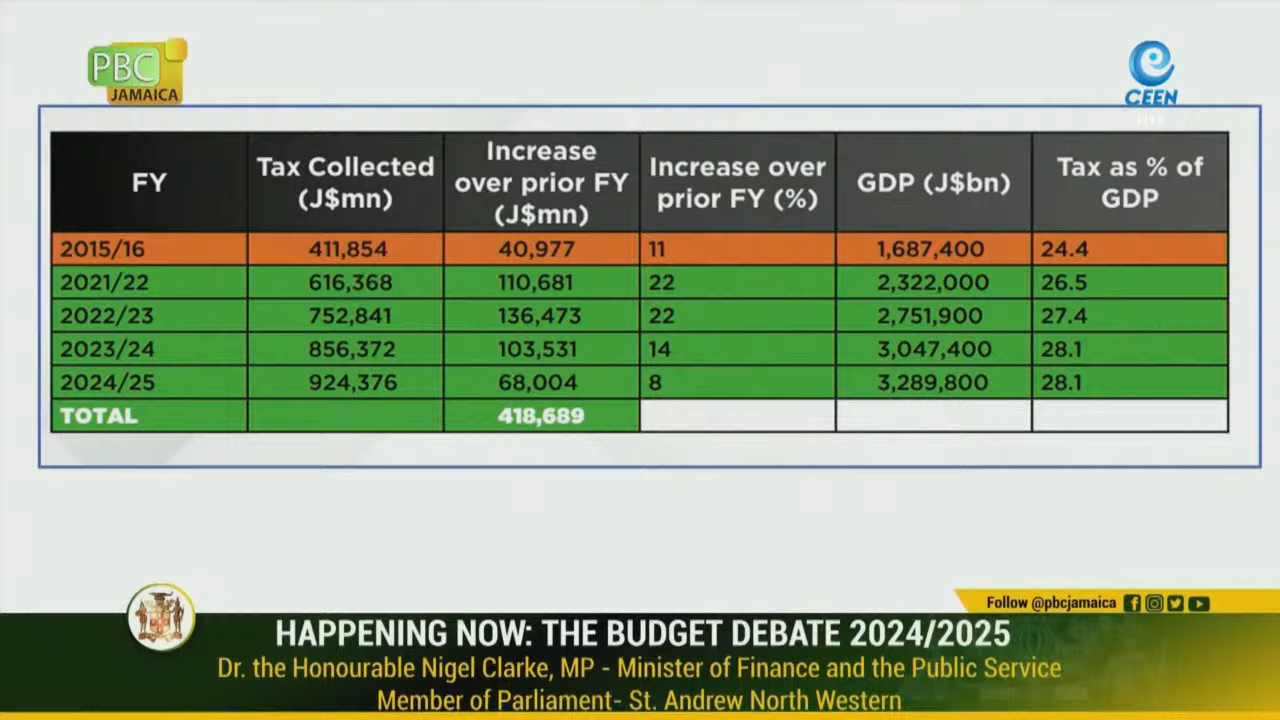 PBC
JAMAICA
CEEN
LIVE
FY Tax Collected (J$mn) Increase over prior FY (J$mn) Increase over prior FY (%) GDP (J$bn) Tax as % of GDP
2015/16 411,854 40,977 11 1,687,400 24.4
2021/22 616,368 110,681 22 2,322,000 26.5
2022/23 752,841 136,473 22 2,751,900 27.4
2023/24 856,372 103,531 14 3,047,400 28.1
2024/25 924,376 68,004 8 3,289,800 28.1
TOTAL 418,689
Follow @pbcjamaica
HAPPENING NOW: THE BUDGET DEBATE 2024/2025
Dr. the Honourable Nigel Clarke, MP - Minister of Finance and the Public Service
Member of Parliament- St. Andrew North Western